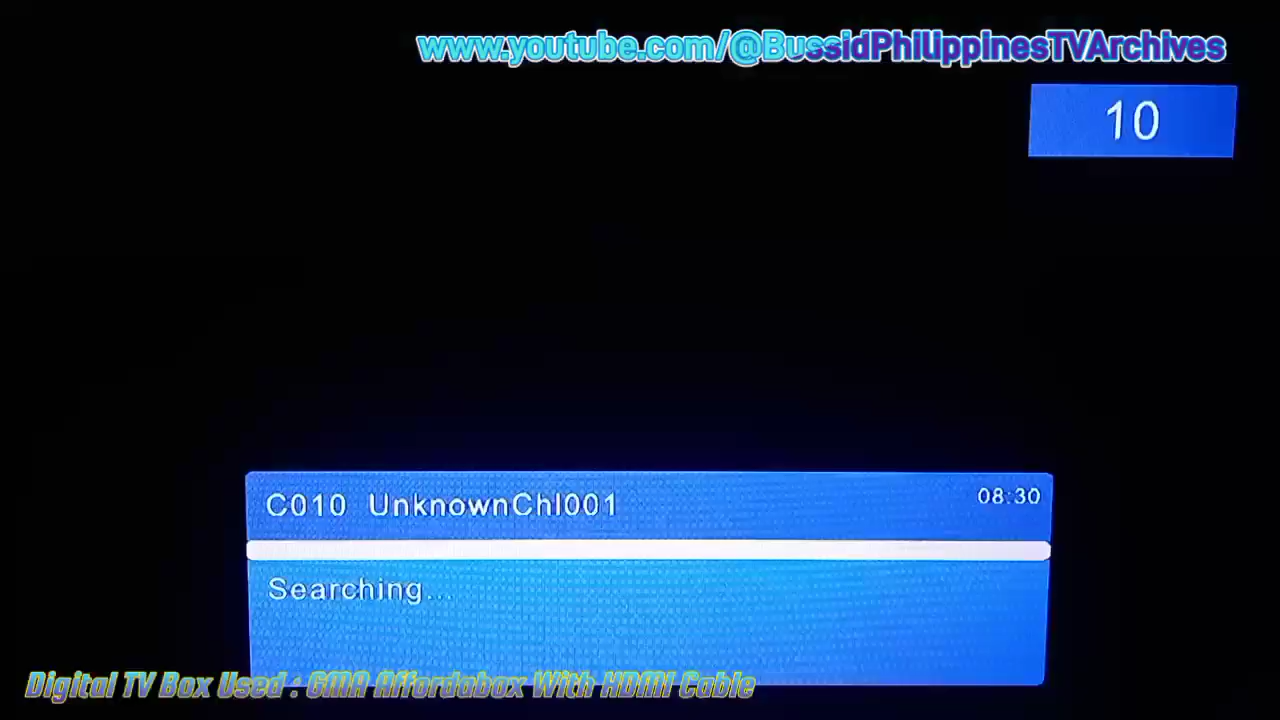 www.youtube.com/@BussidPhilippinesTVArchives
10
C010 UnknownChl001
08:30
Searching...
Digital TV Box Used : GMA Affordabox With HDMI Cable